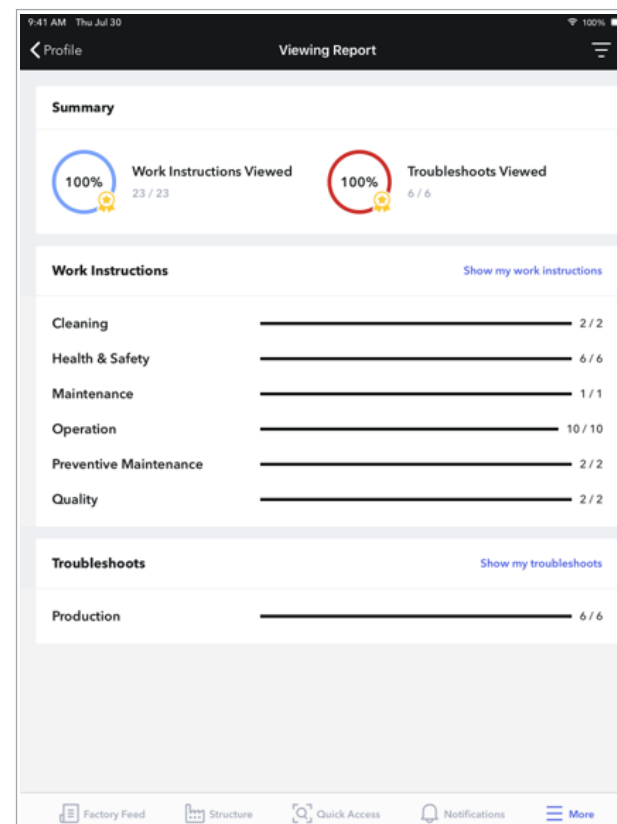 9:41 AM Thu Jul 30 100%
Profile Viewing Report
Summary
100% Work Instructions Viewed 100% Troubleshoots Viewed
23 / 23 6 / 6
Work Instructions Show my work instructions
Cleaning 2 / 2
Health & Safety 6 / 6
Maintenance 1 / 1
Operation 10 / 10
Preventive Maintenance 2 / 2
Quality 2 / 2
Troubleshoots Show my troubleshoots
Production 6 / 6
Factory Feed Structure Quick Access Notifications More